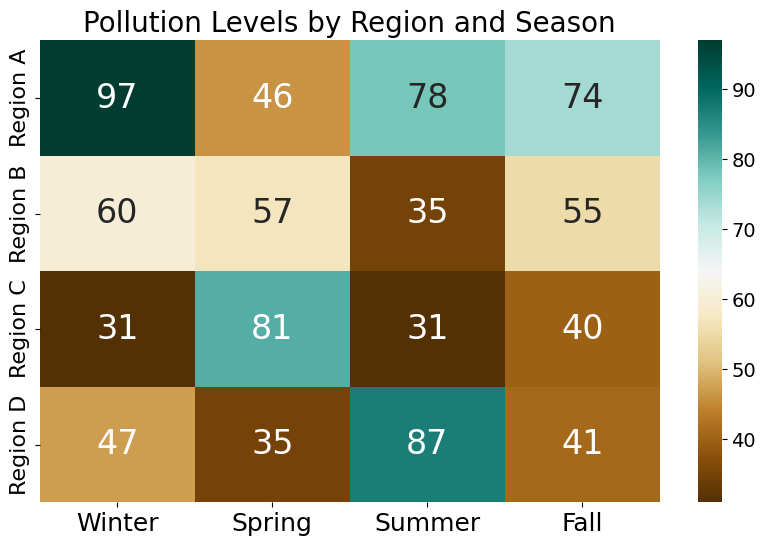 Pollution Levels by Region and Season
Region A
97 46 78 74
Region B
60 57 35 55
Region C
31 81 31 40
Region D
47 35 87 41
Winter Spring Summer Fall
90
80
70
60
50
40